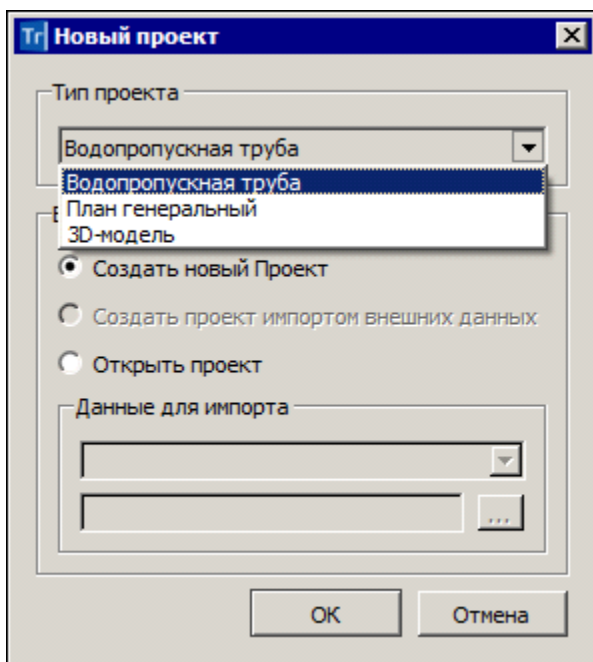 Tr Новый проект
Тип проекта
Водопропускная труба
Водопропускная труба
План генеральный
3D-модель
Создать новый Проект
Создать проект импортом внешних данных
Открыть проект
Данные для импорта
...
ОК
Отмена